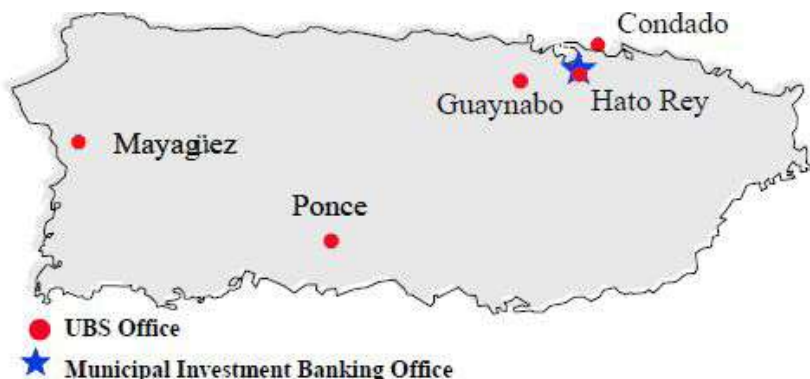 Condado
Guaynabo
Hato Rey
Mayagüez
Ponce
UBS Office
Municipal Investment Banking Office